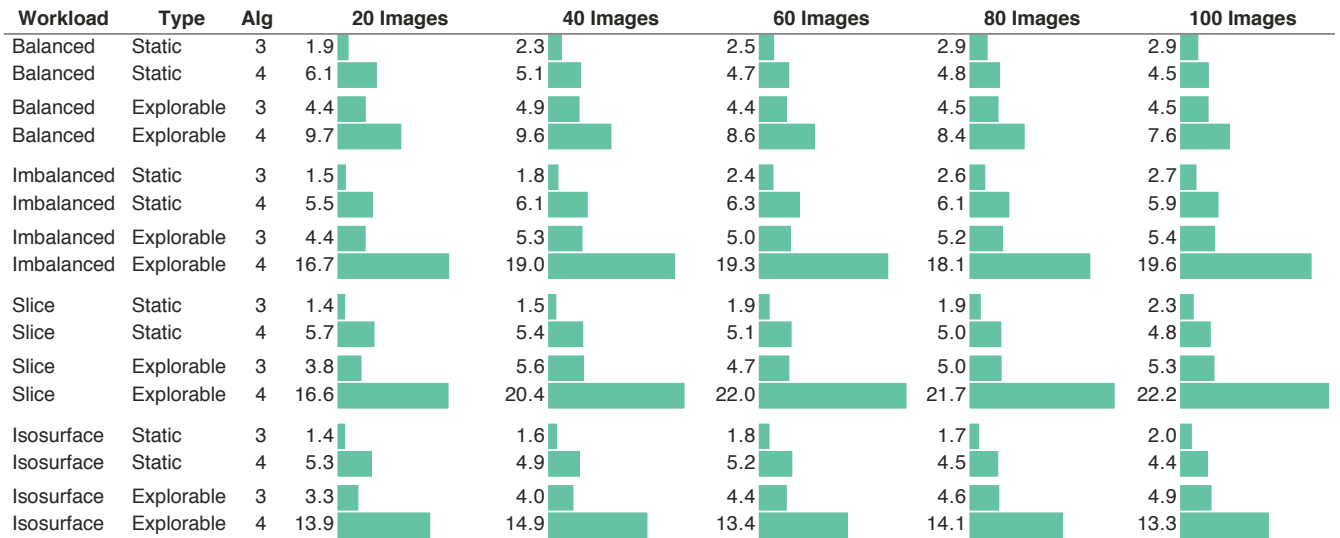 Workload Type Alg 20 Images 40 Images 60 Images 80 Images 100 Images
Balanced Static 3 1.9 2.3 2.5 2.9 2.9
Balanced Static 4 6.1 5.1 4.7 4.8 4.5
Balanced Explorable 3 4.4 4.9 4.4 4.5 4.5
Balanced Explorable 4 9.7 9.6 8.6 8.4 7.6
Imbalanced Static 3 1.5 1.8 2.4 2.6 2.7
Imbalanced Static 4 5.5 6.1 6.3 6.1 5.9
Imbalanced Explorable 3 4.4 5.3 5.0 5.2 5.4
Imbalanced Explorable 4 16.7 19.0 19.3 18.1 19.6
Slice Static 3 1.4 1.5 1.9 1.9 2.3
Slice Static 4 5.7 5.4 5.1 5.0 4.8
Slice Explorable 3 3.8 5.6 4.7 5.0 5.3
Slice Explorable 4 16.6 20.4 22.0 21.7 22.2
Isosurface Static 3 1.4 1.6 1.8 1.7 2.0
Isosurface Static 4 5.3 4.9 5.2 4.5 4.4
Isosurface Explorable 3 3.3 4.0 4.4 4.6 4.9
Isosurface Explorable 4 13.9 14.9 13.4 14.1 13.3